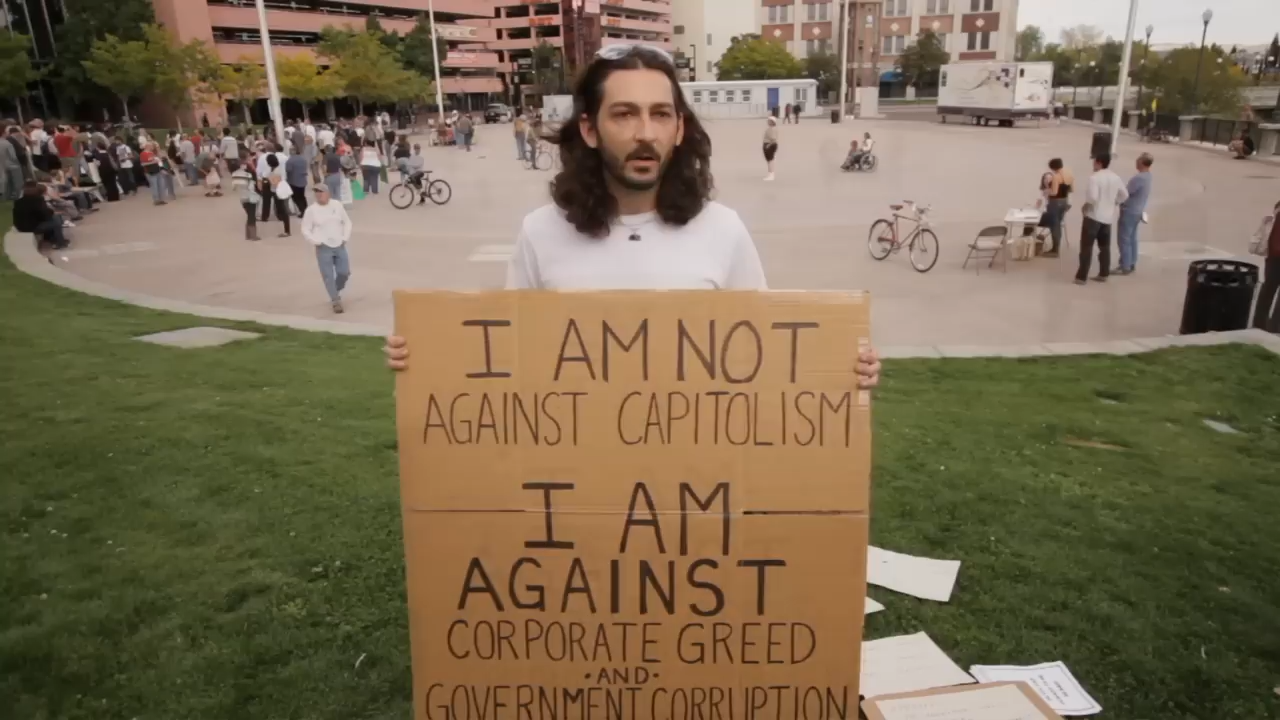 I AM NOT
AGAINST CAPITOLISM
I AM
AGAINST
CORPORATE GREED
·AND·
GOVERNMENT CORRUPTION